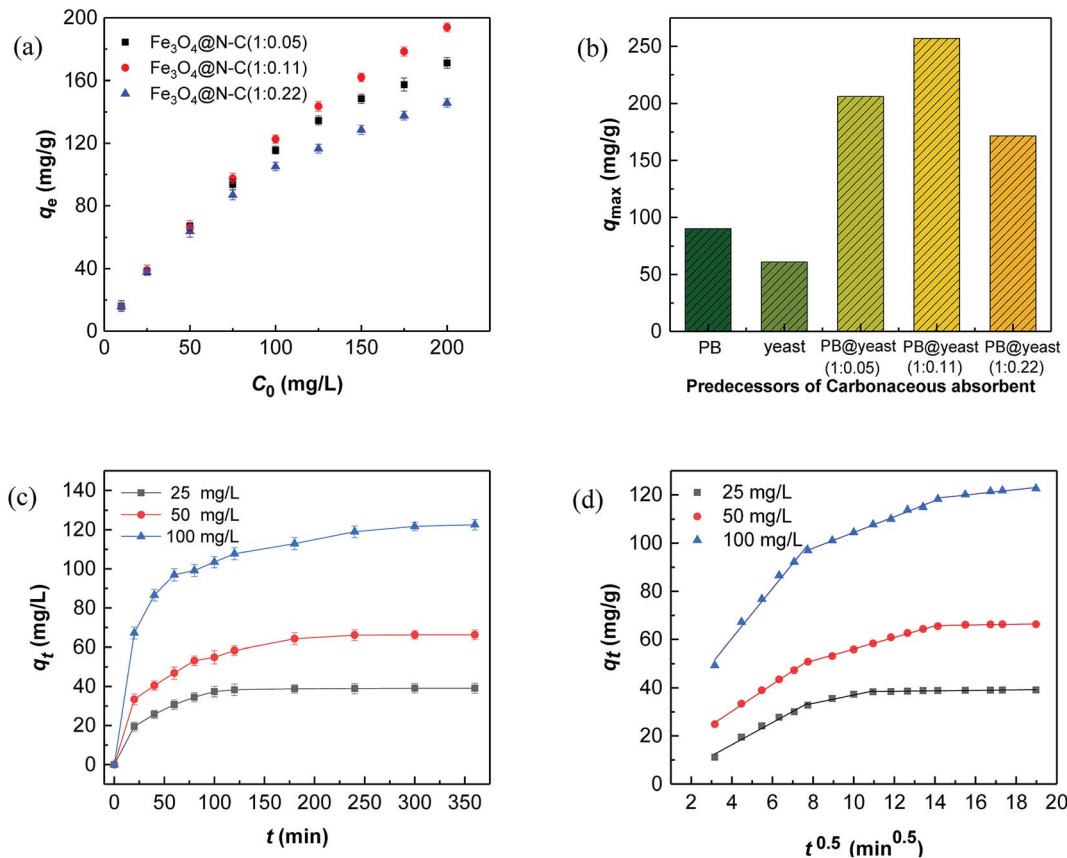 (a)
Fe₃O₄@N-C(1:0.05)
Fe₃O₄@N-C(1:0.11)
Fe₃O₄@N-C(1:0.22)
200
160
120
80
40
0
qₑ (mg/g)
0 50 100 150 200
C₀ (mg/L)
(b)
250
200
150
100
50
0
q_max (mg/g)
PB yeast PB@yeast PB@yeast PB@yeast
(1:0.05) (1:0.11) (1:0.22)
Predecessors of Carbonaceous absorbent
(c)
25 mg/L
50 mg/L
100 mg/L
140
120
100
80
60
40
20
0
qₜ (mg/L)
0 50 100 150 200 250 300 350
t (min)
(d)
25 mg/L
50 mg/L
100 mg/L
120
100
80
60
40
20
0
qt (mg/g)
2 4 6 8 10 12 14 16 18 20
t⁰·⁵ (min⁰·⁵)